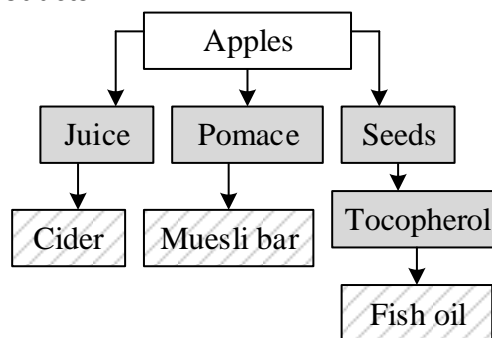 Apples
Juice
Pomace
Seeds
Tocopherol
Cider
Muesli bar
Fish oil